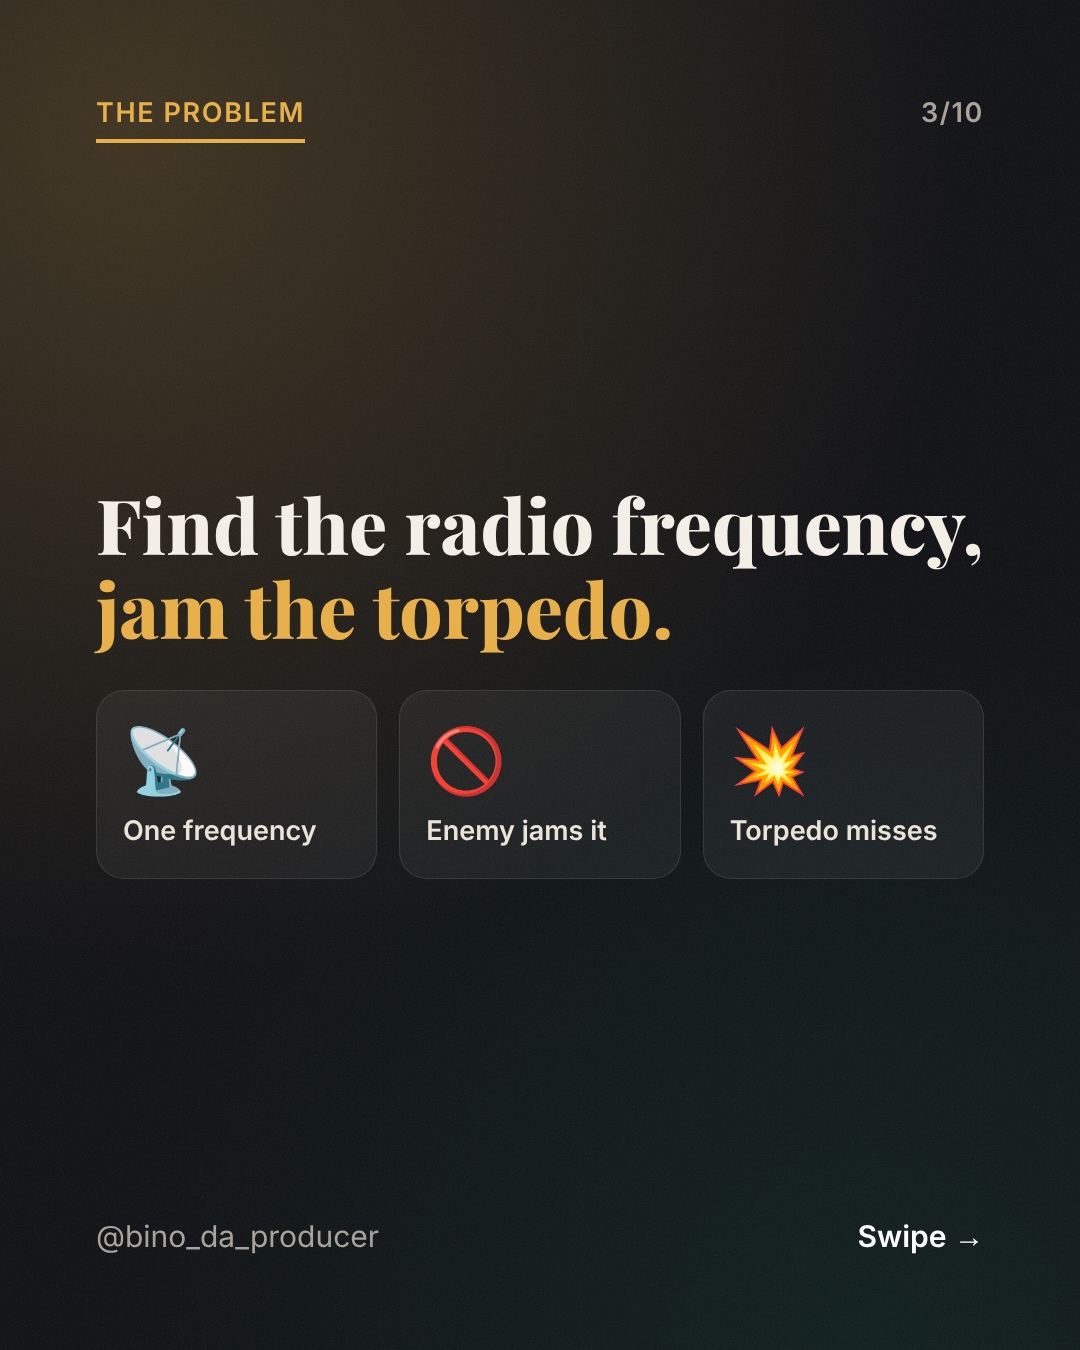 THE PROBLEM
3/10
Find the radio frequency,
jam the torpedo.
One frequency
Enemy jams it
Torpedo misses
@bino_da_producer
Swipe →